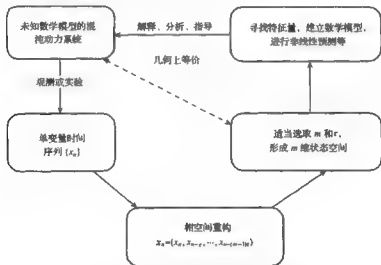 未知数学模型的混
沌动力系统
解释、分析、指导
寻找特征量,建立数学模型,
进行非线性预测等
几何上等价
观测或实验
单变量时间
序列{xₙ}
适当选取 m 和τ,
形成 m 维状态空间
相空间重构
xₙ=(xₙ, xₙ₋τ, ⋯, xₙ₋₍ₘ₋₁₎τ)